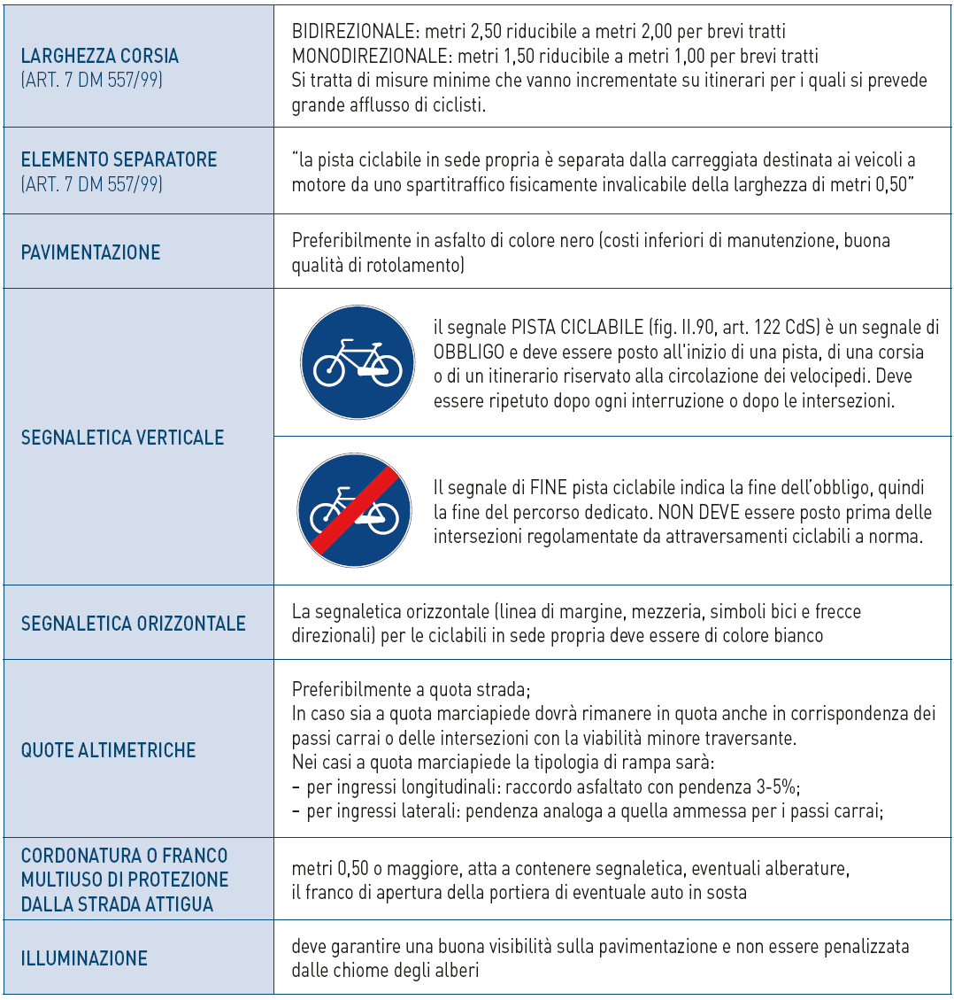 LARGHEZZA CORSIA
(ART. 7 DM 557/99)
BIDIREZIONALE: metri 2,50 riducibile a metri 2,00 per brevi tratti
MONODIREZIONALE: metri 1,50 riducibile a metri 1,00 per brevi tratti
Si tratta di misure minime che vanno incrementate su itinerari per i quali si prevede
grande afflusso di ciclisti.
ELEMENTO SEPARATORE
(ART. 7 DM 557/99)
“la pista ciclabile in sede propria è separata dalla carreggiata destinata ai veicoli a
motore da uno spartitraffico fisicamente invalicabile della larghezza di metri 0,50”
PAVIMENTAZIONE
Preferibilmente in asfalto di colore nero (costi inferiori di manutenzione, buona
qualità di rotolamento)
SEGNALETICA VERTICALE
il segnale PISTA CICLABILE (fig. II.90, art. 122 CdS) è un segnale di
OBBLIGO e deve essere posto all'inizio di una pista, di una corsia
o di un itinerario riservato alla circolazione dei velocipedi. Deve
essere ripetuto dopo ogni interruzione o dopo le intersezioni.
Il segnale di FINE pista ciclabile indica la fine dell’obbligo, quindi
la fine del percorso dedicato. NON DEVE essere posto prima delle
intersezioni regolamentate da attraversamenti ciclabili a norma.
SEGNALETICA ORIZZONTALE
La segnaletica orizzontale (linea di margine, mezzeria, simboli bici e frecce
direzionali) per le ciclabili in sede propria deve essere di colore bianco
QUOTE ALTIMETRICHE
Preferibilmente a quota strada;
In caso sia a quota marciapiede dovrà rimanere in quota anche in corrispondenza dei
passi carrai o delle intersezioni con la viabilità minore traversante.
Nei casi a quota marciapiede la tipologia di rampa sarà:
– per ingressi longitudinali: raccordo asfaltato con pendenza 3-5%;
– per ingressi laterali: pendenza analoga a quella ammessa per i passi carrai;
CORDONATURA O FRANCO
MULTIUSO DI PROTEZIONE
DALLA STRADA ATTIGUA
metri 0,50 o maggiore, atta a contenere segnaletica, eventuali alberature,
il franco di apertura della portiera di eventuale auto in sosta
ILLUMINAZIONE
deve garantire una buona visibilità sulla pavimentazione e non essere penalizzata
dalle chiome degli alberi